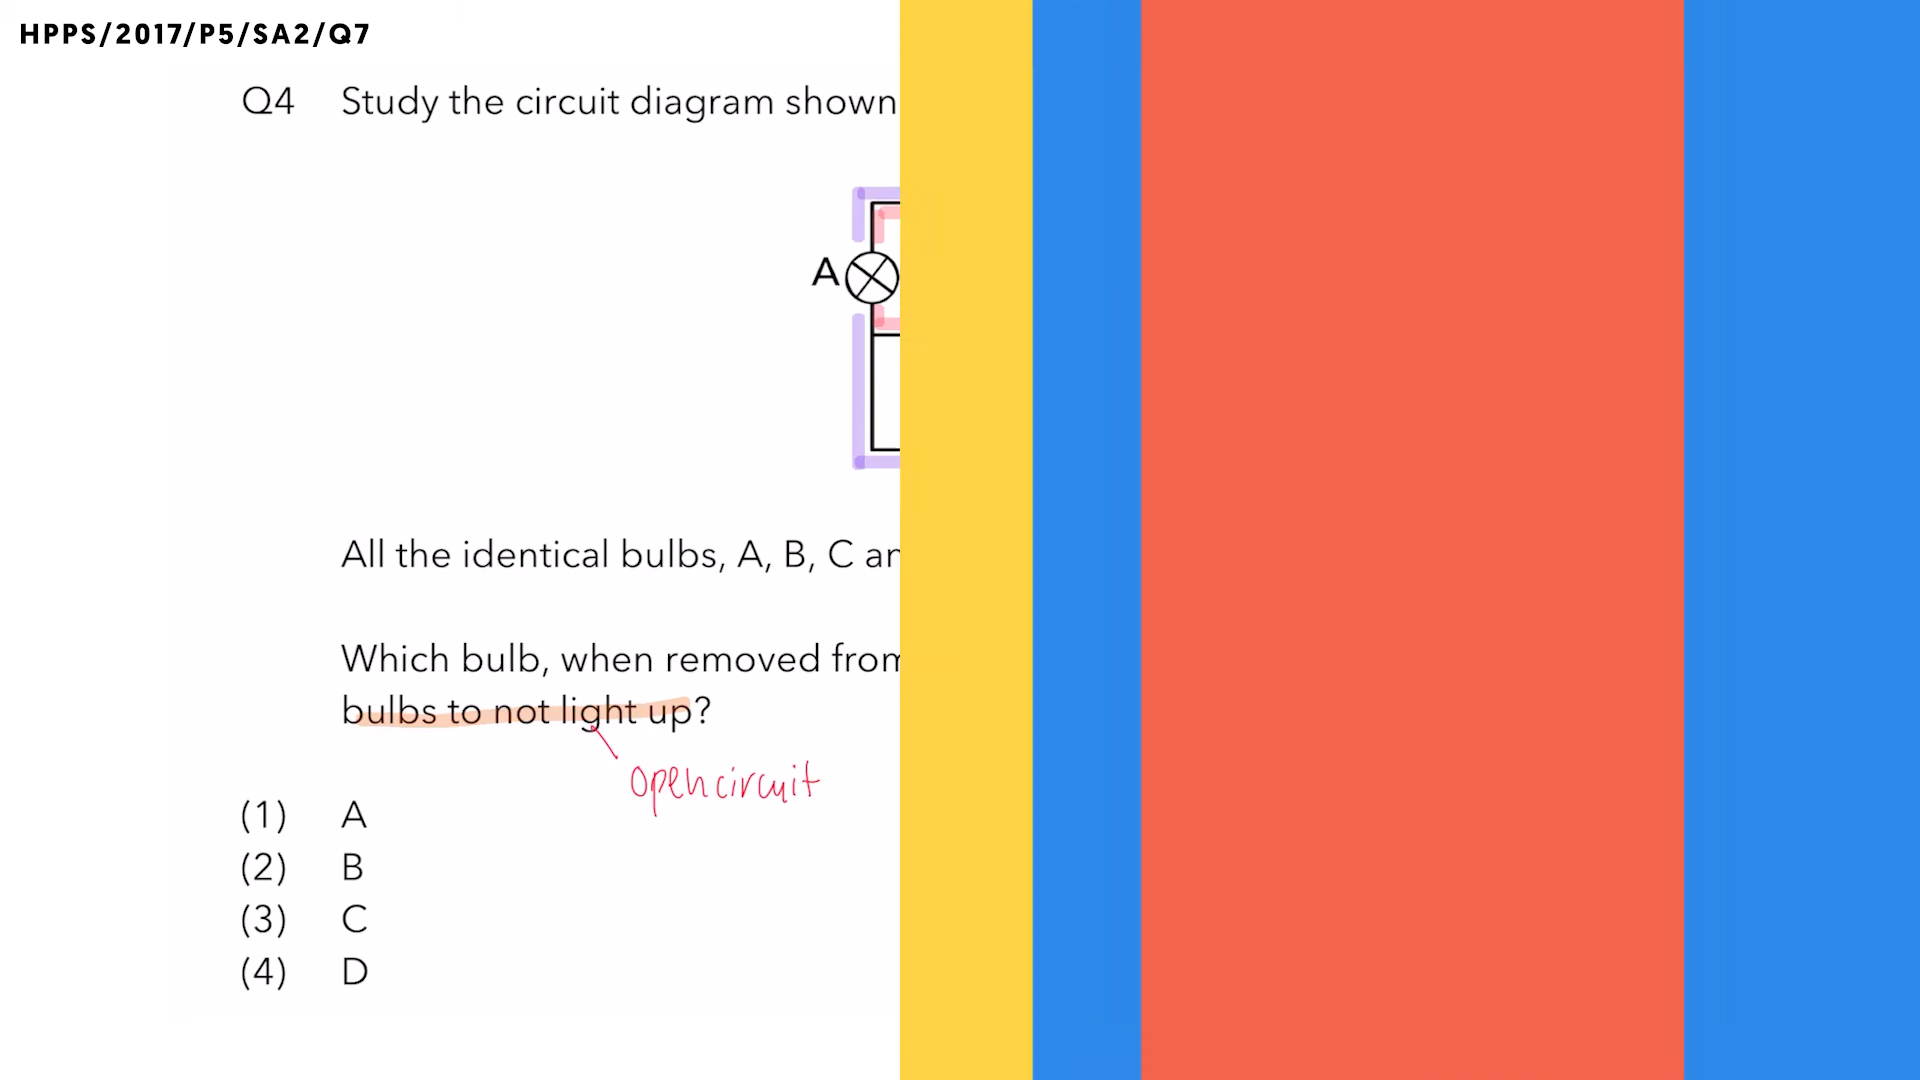 HPPS/2017/P5/SA2/Q7
Q4 Study the circuit diagram shown
A
All the identical bulbs, A, B, C
Which bulb, when removed from
bulbs to not light up?
Open circuit
(1) A
(2) B
(3) C
(4) D